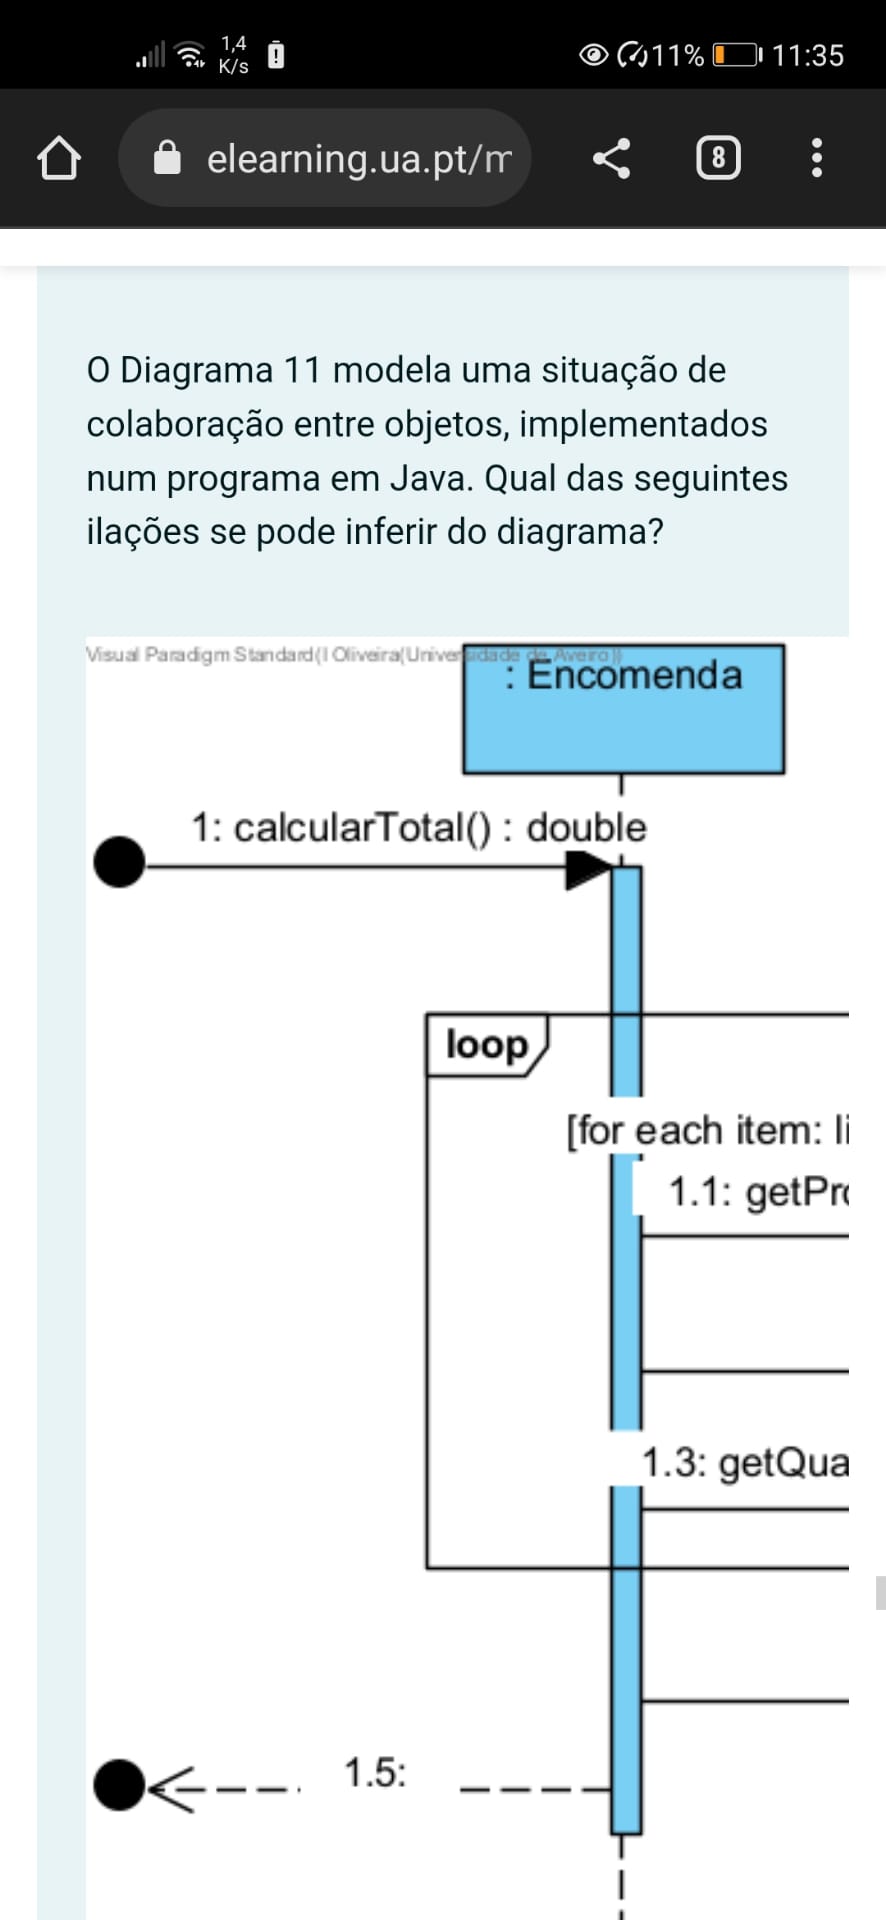 1,4
K/s
11%
11:35
elearning.ua.pt/m
8
O Diagrama 11 modela uma situação de
colaboração entre objetos, implementados
num programa em Java. Qual das seguintes
ilações se pode inferir do diagrama?
Visual Paradigm Standard(I Oliveira(Universidade de Aveiro))
: Encomenda
1: calcularTotal() : double
loop
[for each item: li
1.1: getPro
1.3: getQua
1.5: